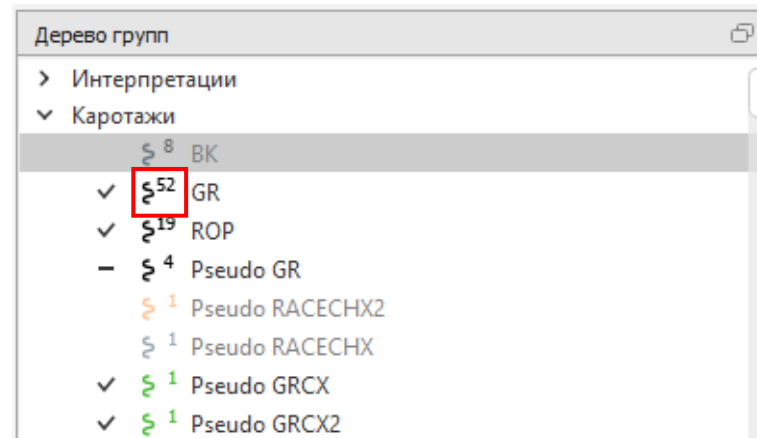 Дерево групп
Интерпретации
Каротажи
8 ВК
52 GR
19 ROP
4 Pseudo GR
1 Pseudo RACECHX2
1 Pseudo RACECHX
1 Pseudo GRCX
1 Pseudo GRCX2